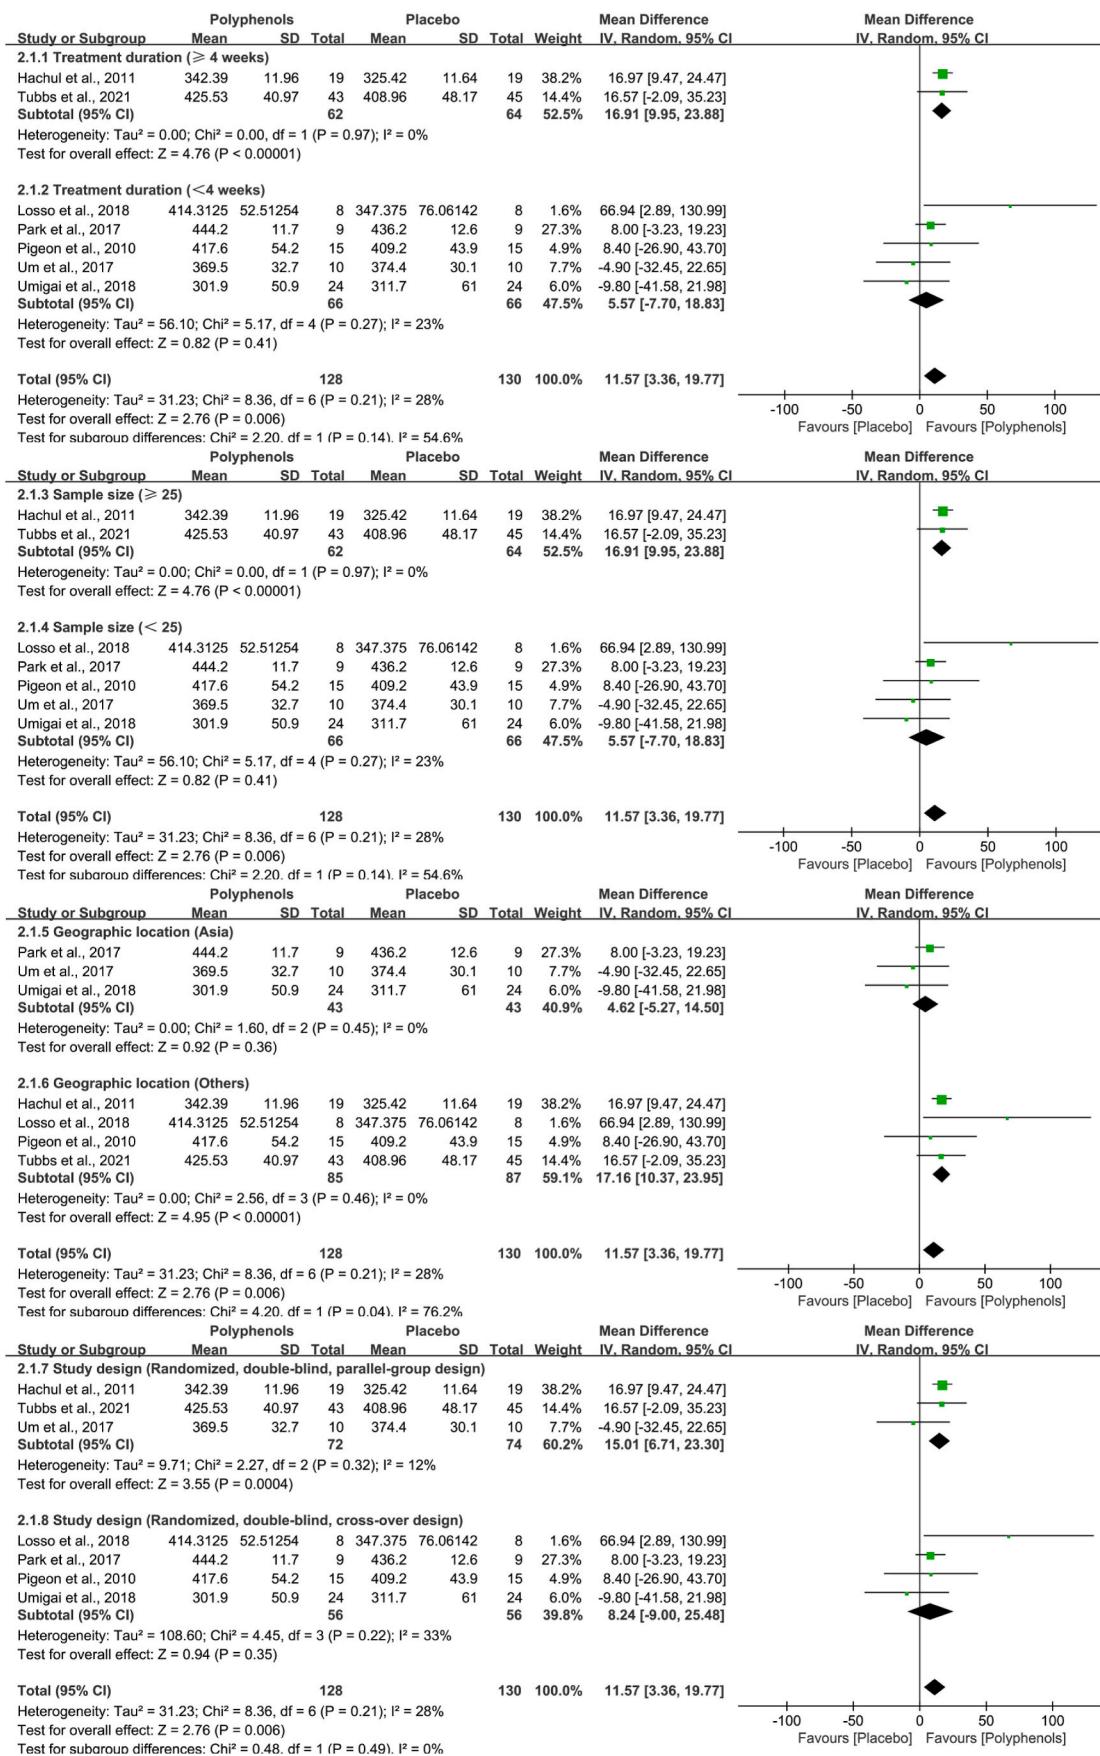 Polyphenols Placebo Mean Difference Mean Difference
Study or Subgroup Mean SD Total Mean SD Total Weight IV, Random, 95% CI IV, Random, 95% CI
2.1.1 Treatment duration (≥ 4 weeks)
Hachul et al., 2011 342.39 11.96 19 325.42 11.64 19 38.2% 16.97 [9.47, 24.47]
Tubbs et al., 2021 425.53 40.97 43 408.96 48.17 45 14.4% 16.57 [-2.09, 35.23]
Subtotal (95% CI) 62 64 52.5% 16.91 [9.95, 23.88]
Heterogeneity: Tau² = 0.00; Chi² = 0.00, df = 1 (P = 0.97); I² = 0%
Test for overall effect: Z = 4.76 (P < 0.00001)
2.1.2 Treatment duration (<4 weeks)
Losso et al., 2018 414.3125 52.51254 8 347.375 76.06142 8 1.6% 66.94 [2.89, 130.99]
Park et al., 2017 444.2 11.7 9 436.2 12.6 9 27.3% 8.00 [-3.23, 19.23]
Pigeon et al., 2010 417.6 54.2 15 409.2 43.9 15 4.9% 8.40 [-26.90, 43.70]
Um et al., 2017 369.5 32.7 10 374.4 30.1 10 7.7% -4.90 [-32.45, 22.65]
Umigai et al., 2018 301.9 50.9 24 311.7 61 24 6.0% -9.80 [-41.58, 21.98]
Subtotal (95% CI) 66 66 47.5% 5.57 [-7.70, 18.83]
Heterogeneity: Tau² = 56.10; Chi² = 5.17, df = 4 (P = 0.27); I² = 23%
Test for overall effect: Z = 0.82 (P = 0.41)
Total (95% CI) 128 130 100.0% 11.57 [3.36, 19.77]
Heterogeneity: Tau² = 31.23; Chi² = 8.36, df = 6 (P = 0.21); I² = 28%
Test for overall effect: Z = 2.76 (P = 0.006)
Test for subgroup differences: Chi² = 2.20, df = 1 (P = 0.14), I² = 54.6%
-100 -50 0 50 100
Favours [Placebo] Favours [Polyphenols]
Polyphenols Placebo Mean Difference Mean Difference
Study or Subgroup Mean SD Total Mean SD Total Weight IV, Random, 95% CI IV, Random, 95% CI
2.1.3 Sample size (≥ 25)
Hachul et al., 2011 342.39 11.96 19 325.42 11.64 19 38.2% 16.97 [9.47, 24.47]
Tubbs et al., 2021 425.53 40.97 43 408.96 48.17 45 14.4% 16.57 [-2.09, 35.23]
Subtotal (95% CI) 62 64 52.5% 16.91 [9.95, 23.88]
Heterogeneity: Tau² = 0.00; Chi² = 0.00, df = 1 (P = 0.97); I² = 0%
Test for overall effect: Z = 4.76 (P < 0.00001)
2.1.4 Sample size (< 25)
Losso et al., 2018 414.3125 52.51254 8 347.375 76.06142 8 1.6% 66.94 [2.89, 130.99]
Park et al., 2017 444.2 11.7 9 436.2 12.6 9 27.3% 8.00 [-3.23, 19.23]
Pigeon et al., 2010 417.6 54.2 15 409.2 43.9 15 4.9% 8.40 [-26.90, 43.70]
Um et al., 2017 369.5 32.7 10 374.4 30.1 10 7.7% -4.90 [-32.45, 22.65]
Umigai et al., 2018 301.9 50.9 24 311.7 61 24 6.0% -9.80 [-41.58, 21.98]
Subtotal (95% CI) 66 66 47.5% 5.57 [-7.70, 18.83]
Heterogeneity: Tau² = 56.10; Chi² = 5.17, df = 4 (P = 0.27); I² = 23%
Test for overall effect: Z = 0.82 (P = 0.41)
Total (95% CI) 128 130 100.0% 11.57 [3.36, 19.77]
Heterogeneity: Tau² = 31.23; Chi² = 8.36, df = 6 (P = 0.21); I² = 28%
Test for overall effect: Z = 2.76 (P = 0.006)
Test for subgroup differences: Chi² = 2.20, df = 1 (P = 0.14), I² = 54.6%
-100 -50 0 50 100
Favours [Placebo] Favours [Polyphenols]
Polyphenols Placebo Mean Difference Mean Difference
Study or Subgroup Mean SD Total Mean SD Total Weight IV, Random, 95% CI IV, Random, 95% CI
2.1.5 Geographic location (Asia)
Park et al., 2017 444.2 11.7 9 436.2 12.6 9 27.3% 8.00 [-3.23, 19.23]
Um et al., 2017 369.5 32.7 10 374.4 30.1 10 7.7% -4.90 [-32.45, 22.65]
Umigai et al., 2018 301.9 50.9 24 311.7 61 24 6.0% -9.80 [-41.58, 21.98]
Subtotal (95% CI) 43 43 40.9% 4.62 [-5.27, 14.50]
Heterogeneity: Tau² = 0.00; Chi² = 1.60, df = 2 (P = 0.45); I² = 0%
Test for overall effect: Z = 0.92 (P = 0.36)
2.1.6 Geographic location (Others)
Hachul et al., 2011 342.39 11.96 19 325.42 11.64 19 38.2% 16.97 [9.47, 24.47]
Losso et al., 2018 414.3125 52.51254 8 347.375 76.06142 8 1.6% 66.94 [2.89, 130.99]
Pigeon et al., 2010 417.6 54.2 15 409.2 43.9 15 4.9% 8.40 [-26.90, 43.70]
Tubbs et al., 2021 425.53 40.97 43 408.96 48.17 45 14.4% 16.57 [-2.09, 35.23]
Subtotal (95% CI) 85 87 59.1% 17.16 [10.37, 23.95]
Heterogeneity: Tau² = 0.00; Chi² = 2.56, df = 3 (P = 0.46); I² = 0%
Test for overall effect: Z = 4.95 (P < 0.00001)
Total (95% CI) 128 130 100.0% 11.57 [3.36, 19.77]
Heterogeneity: Tau² = 31.23; Chi² = 8.36, df = 6 (P = 0.21); I² = 28%
Test for overall effect: Z = 2.76 (P = 0.006)
Test for subgroup differences: Chi² = 4.20, df = 1 (P = 0.04), I² = 76.2%
-100 -50 0 50 100
Favours [Placebo] Favours [Polyphenols]
Polyphenols Placebo Mean Difference Mean Difference
Study or Subgroup Mean SD Total Mean SD Total Weight IV, Random, 95% CI IV, Random, 95% CI
2.1.7 Study design (Randomized, double-blind, parallel-group design)
Hachul et al., 2011 342.39 11.96 19 325.42 11.64 19 38.2% 16.97 [9.47, 24.47]
Tubbs et al., 2021 425.53 40.97 43 408.96 48.17 45 14.4% 16.57 [-2.09, 35.23]
Um et al., 2017 369.5 32.7 10 374.4 30.1 10 7.7% -4.90 [-32.45, 22.65]
Subtotal (95% CI) 72 74 60.2% 15.01 [6.71, 23.30]
Heterogeneity: Tau² = 9.71; Chi² = 2.27, df = 2 (P = 0.32); I² = 12%
Test for overall effect: Z = 3.55 (P = 0.0004)
2.1.8 Study design (Randomized, double-blind, cross-over design)
Losso et al., 2018 414.3125 52.51254 8 347.375 76.06142 8 1.6% 66.94 [2.89, 130.99]
Park et al., 2017 444.2 11.7 9 436.2 12.6 9 27.3% 8.00 [-3.23, 19.23]
Pigeon et al., 2010 417.6 54.2 15 409.2 43.9 15 4.9% 8.40 [-26.90, 43.70]
Umigai et al., 2018 301.9 50.9 24 311.7 61 24 6.0% -9.80 [-41.58, 21.98]
Subtotal (95% CI) 56 56 39.8% 8.24 [-9.00, 25.48]
Heterogeneity: Tau² = 108.60; Chi² = 4.45, df = 3 (P = 0.22); I² = 33%
Test for overall effect: Z = 0.94 (P = 0.35)
Total (95% CI) 128 130 100.0% 11.57 [3.36, 19.77]
Heterogeneity: Tau² = 31.23; Chi² = 8.36, df = 6 (P = 0.21); I² = 28%
Test for overall effect: Z = 2.76 (P = 0.006)
Test for subgroup differences: Chi² = 0.48, df = 1 (P = 0.49), I² = 0%
-100 -50 0 50 100
Favours [Placebo] Favours [Polyphenols]